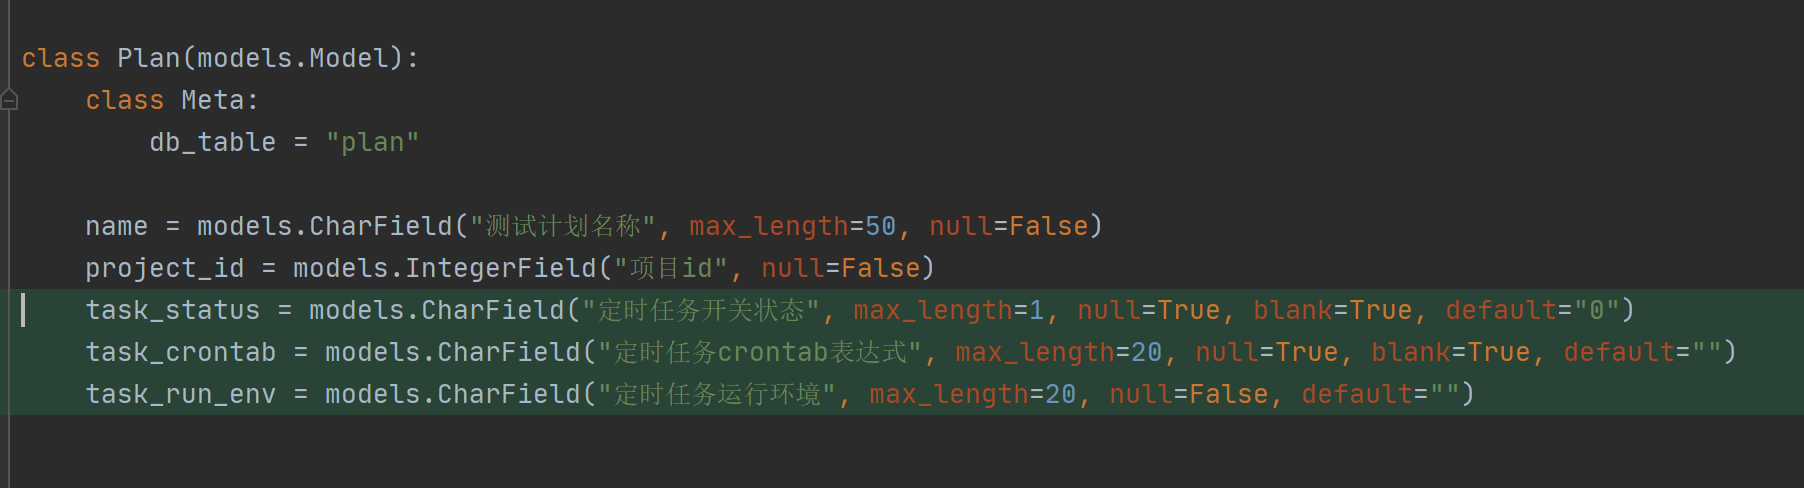 class Plan(models.Model):
    class Meta:
        db_table = "plan"
    name = models.CharField("测试计划名称", max_length=50, null=False)
    project_id = models.IntegerField("项目id", null=False)
    task_status = models.CharField("定时任务开关状态", max_length=1, null=True, blank=True, default="0")
    task_crontab = models.CharField("定时任务crontab表达式", max_length=20, null=True, blank=True, default="")
    task_run_env = models.CharField("定时任务运行环境", max_length=20, null=False, default="")